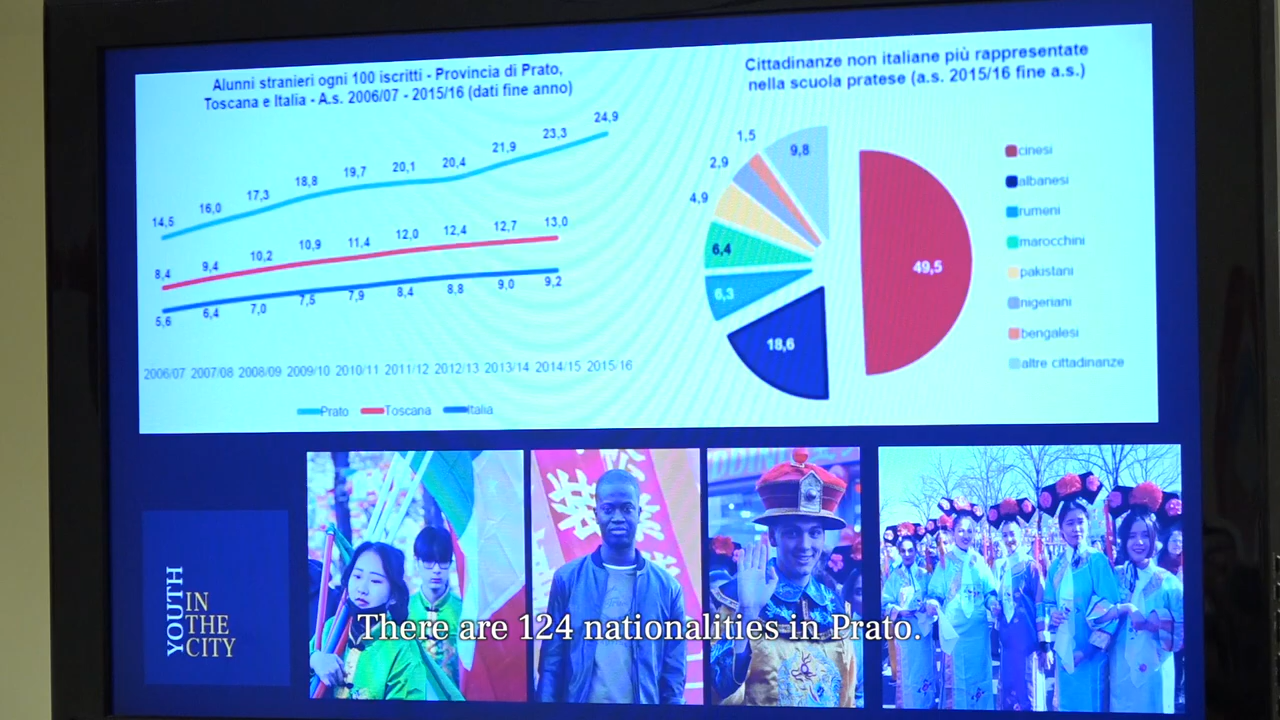 Alunni stranieri ogni 100 iscritti - Provincia di Prato,
Toscana e Italia - A.s. 2006/07 - 2015/16 (dati fine anno)
14,5 16,0 17,3 18,8 19,7 20,1 20,4 21,9 23,3 24,9
8,4 9,4 10,2 10,9 11,4 12,0 12,4 12,7 13,0
5,6 6,4 7,0 7,5 7,9 8,4 8,8 9,0 9,2
2006/07 2007/08 2008/09 2009/10 2010/11 2011/12 2012/13 2013/14 2014/15 2015/16
Prato Toscana Italia
Cittadinanze non italiane più rappresentate
nella scuola pratese (a.s. 2015/16 fine a.s.)
1,5
9,8
2,9
4,9
6,4
6,3
18,6
49,5
cinesi
albanesi
rumeni
marocchini
pakistani
nigeriani
bengalesi
altre cittadinanze
YOUTH
IN
THE
CITY
There are 124 nationalities in Prato.